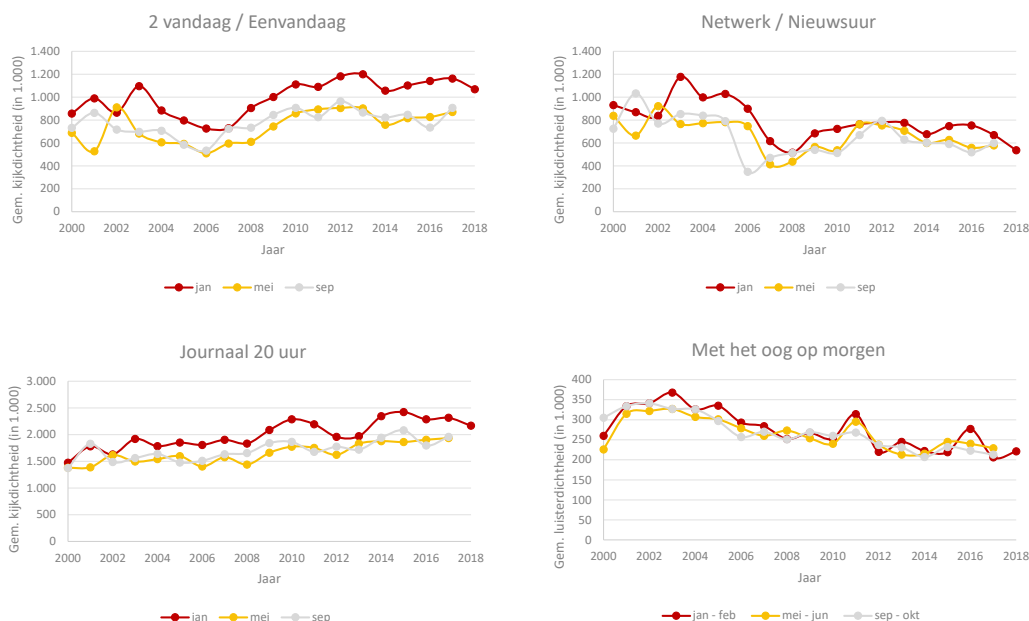 2 vandaag / Eenvandaag
Gem. kijkdichtheid (in 1.000)
1.400
1.200
1.000
800
600
400
200
0
2000 2002 2004 2006 2008 2010 2012 2014 2016 2018
Jaar
jan mei sep
Netwerk / Nieuwsuur
Gem. kijkdichtheid (in 1.000)
1.400
1.200
1.000
800
600
400
200
0
2000 2002 2004 2006 2008 2010 2012 2014 2016 2018
Jaar
jan mei sep
Journaal 20 uur
Gem. kijkdichtheid (in 1.000)
3.000
2.500
2.000
1.500
1.000
500
0
2000 2002 2004 2006 2008 2010 2012 2014 2016 2018
Jaar
jan mei sep
Met het oog op morgen
Gem. luisterdichtheid (in 1.000)
400
350
300
250
200
150
100
50
0
2000 2002 2004 2006 2008 2010 2012 2014 2016 2018
Jaar
jan - feb mei - jun sep - okt